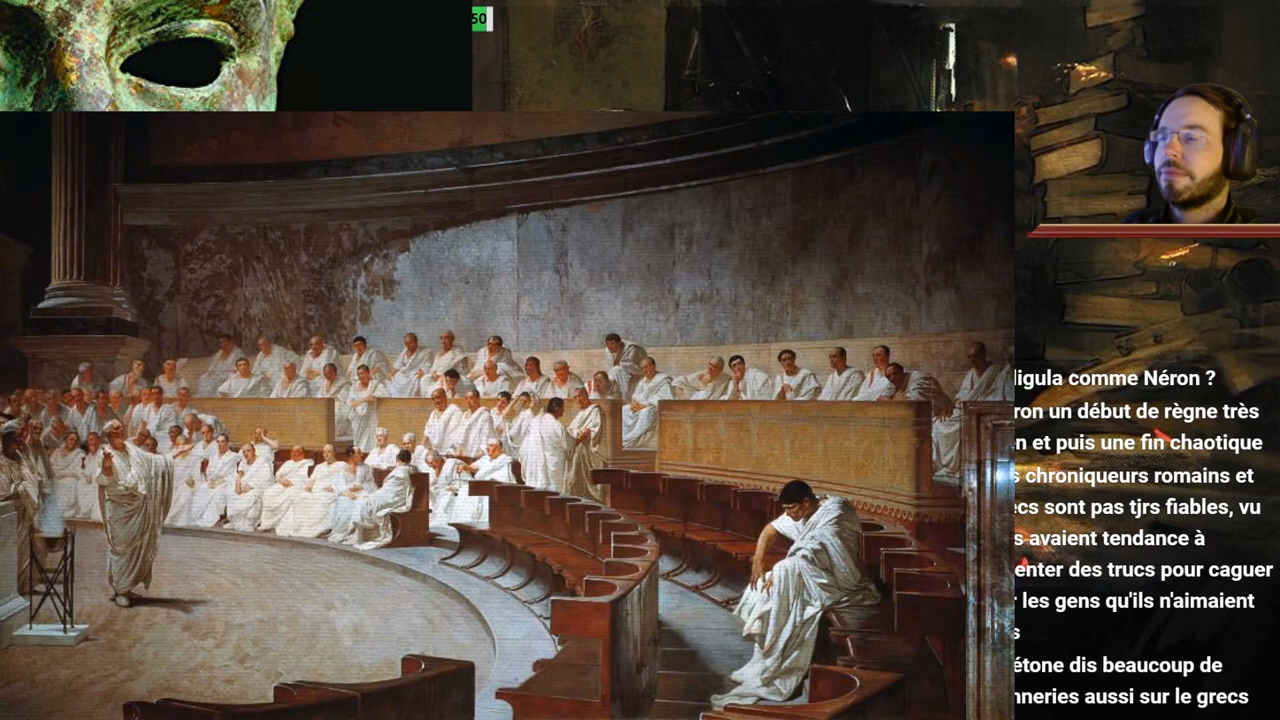 50
ligula comme Néron ?
ron un début de règne très
n et puis une fin chaotique
s chroniqueurs romains et
ecs sont pas tjrs fiables, vu
s avaient tendance à
enter des trucs pour caguer
r les gens qu'ils n'aimaient
s
étone dis beaucoup de
nneries aussi sur le grecs